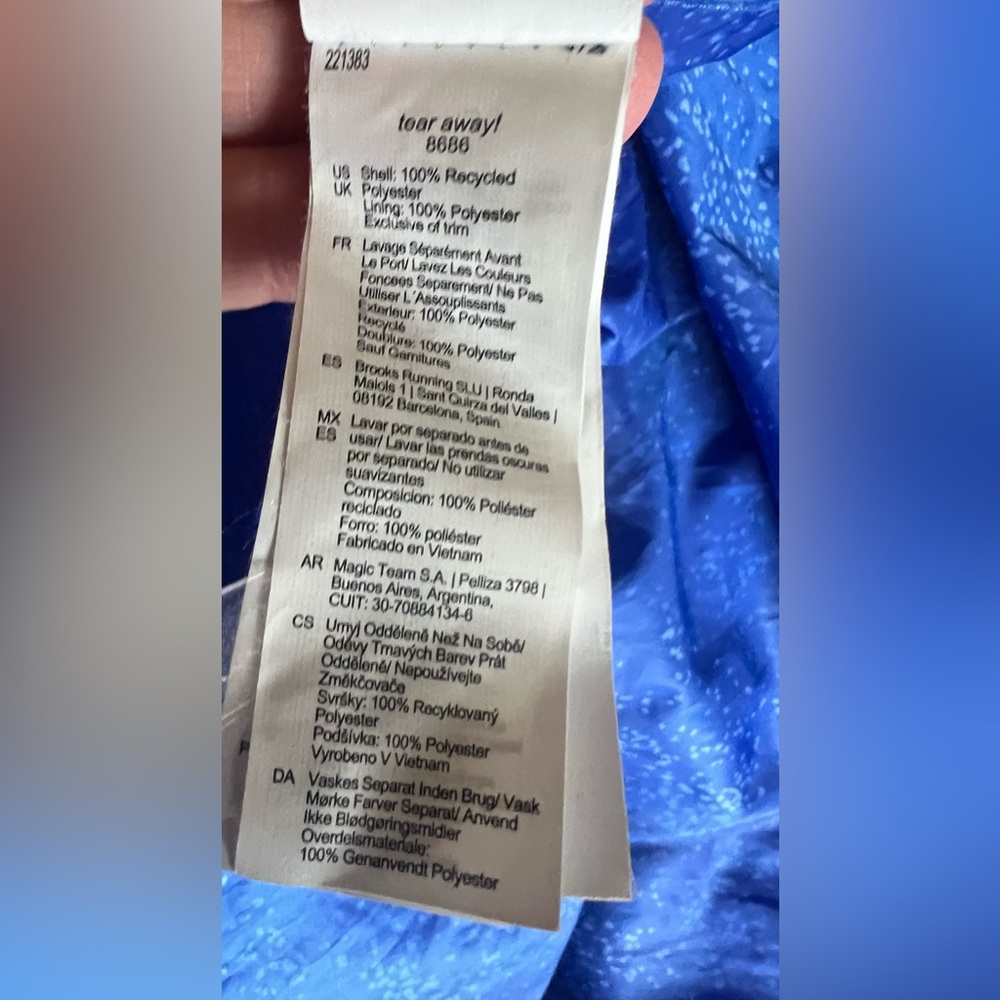 221383
tear away!
8686
US Shell: 100% Recycled
UK Polyester
Lining: 100% Polyester
Exclusive of trim
FR Lavage Séparément Avant
Le Port/ Lavez Les Couleurs
Foncees Separement/ Ne Pas
Utiliser L'Assouplissants
Exterieur: 100% Polyester
Recyclé
Doublure: 100% Polyester
Sauf Garnitures
ES Brooks Running SLU | Ronda
Maiols 1 | Sant Quirza del Valles |
08192 Barcelona, Spain
MX Lavar por separado antes de
ES usar/ Lavar las prendas oscuras
por separado/ No utilizar
suavizantes
Composicion: 100% Poliéster
reciclado
Forro: 100% poliéster
Fabricado en Vietnam
AR Magic Team S.A. | Pelliza 3798 |
Buenos Aires, Argentina,
CUIT: 30-70884134-6
CS Umyj Odděleně Než Na Sobě/
Oděvy Tmavých Barev Prát
Odděleně/ Nepoužívejte
Změkčovače
Svršky: 100% Recyklovaný
Polyester
Podšívka: 100% Polyester
Vyrobeno V Vietnam
DA Vaskes Separat Inden Brug/ Vask
Mørke Farver Separat/ Anvend
Ikke Blødgøringsmidler
Overdelsmateriale:
100% Genanvendt Polyester